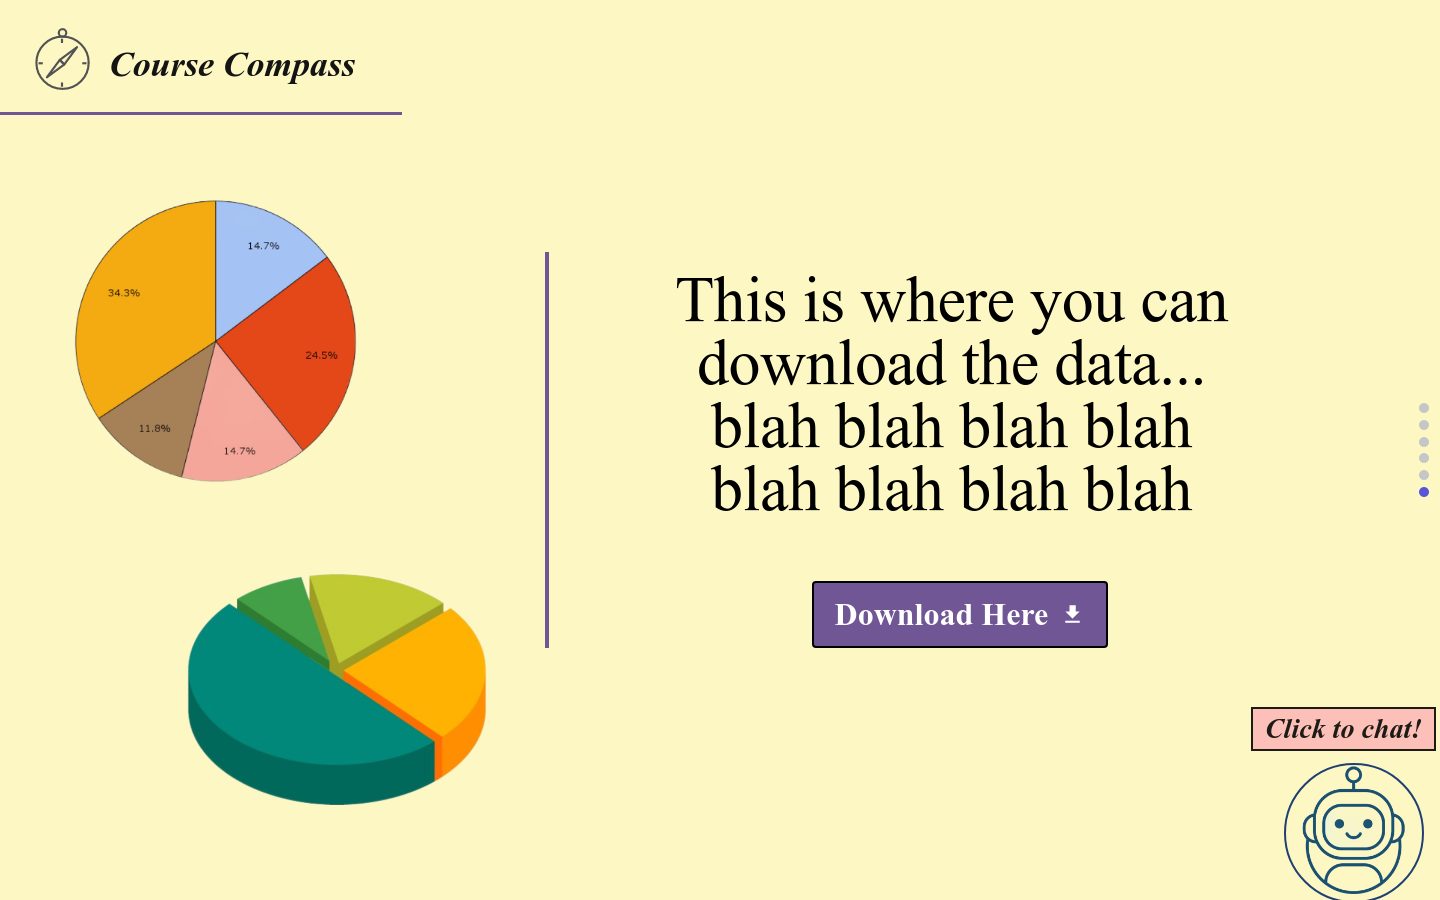 Course Compass
14.7%
34.3%
24.5%
11.8%
14.7%
This is where you can
download the data...
blah blah blah blah
blah blah blah blah
Download Here
Click to chat!